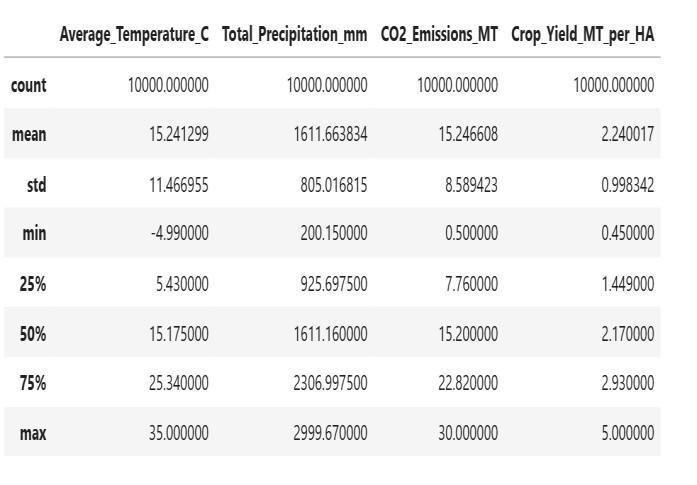 Average_Temperature_C Total_Precipitation_mm CO2_Emissions_MT Crop_Yield_MT_per_HA
count 10000.000000 10000.000000 10000.000000 10000.000000
mean 15.241299 1611.663834 15.246608 2.240017
std 11.466955 805.016815 8.589423 0.998342
min -4.990000 200.150000 0.500000 0.450000
25% 5.430000 925.697500 7.760000 1.449000
50% 15.175000 1611.160000 15.200000 2.170000
75% 25.340000 2306.997500 22.820000 2.930000
max 35.000000 2999.670000 30.000000 5.000000